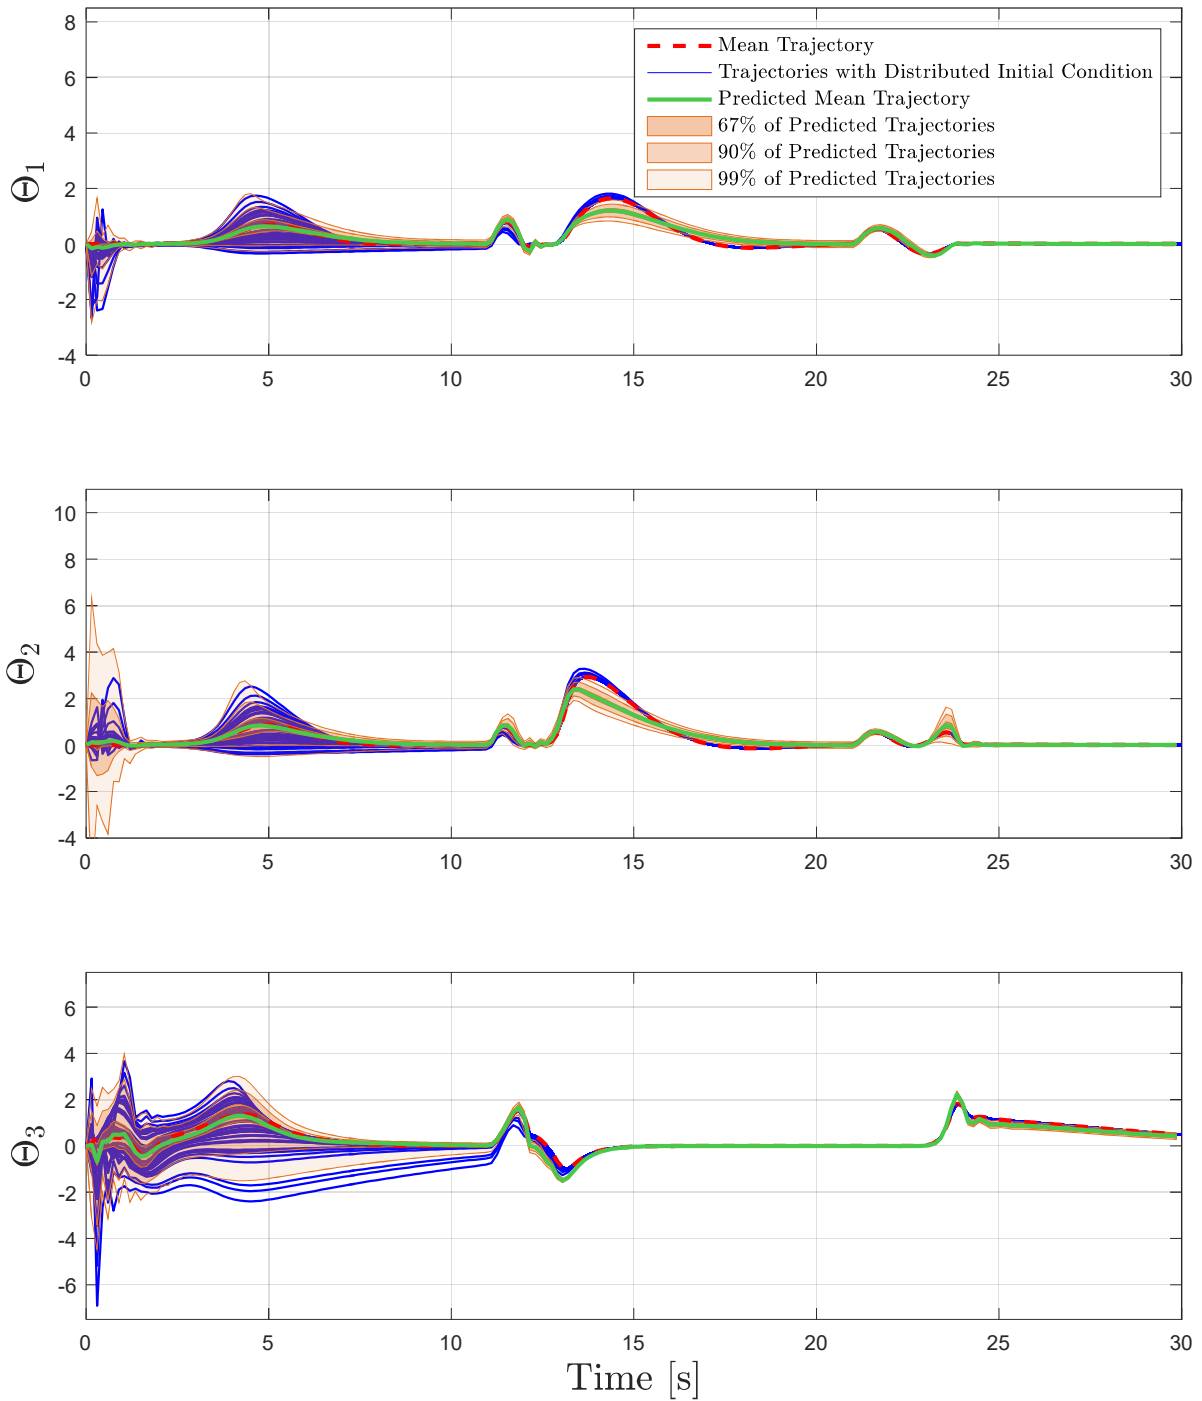 8
6
4
2
0
-2
-4
Θ1
0 5 10 15 20 25 30
Mean Trajectory
Trajectories with Distributed Initial Condition
Predicted Mean Trajectory
67% of Predicted Trajectories
90% of Predicted Trajectories
99% of Predicted Trajectories
10
8
6
4
2
0
-2
-4
Θ2
0 5 10 15 20 25 30
6
4
2
0
-2
-4
-6
Θ3
0 5 10 15 20 25 30
Time [s]